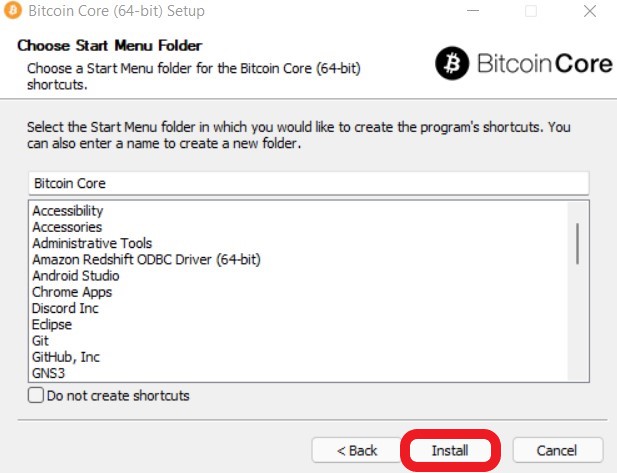 Bitcoin Core (64-bit) Setup
Choose Start Menu Folder
Choose a Start Menu folder for the Bitcoin Core (64-bit)
shortcuts.
Bitcoin Core
Select the Start Menu folder in which you would like to create the program's shortcuts. You
can also enter a name to create a new folder.
Bitcoin Core
Accessibility
Accessories
Administrative Tools
Amazon Redshift ODBC Driver (64-bit)
Android Studio
Chrome Apps
Discord Inc
Eclipse
Git
GitHub, Inc
GNS3
Do not create shortcuts
< Back
Install
Cancel